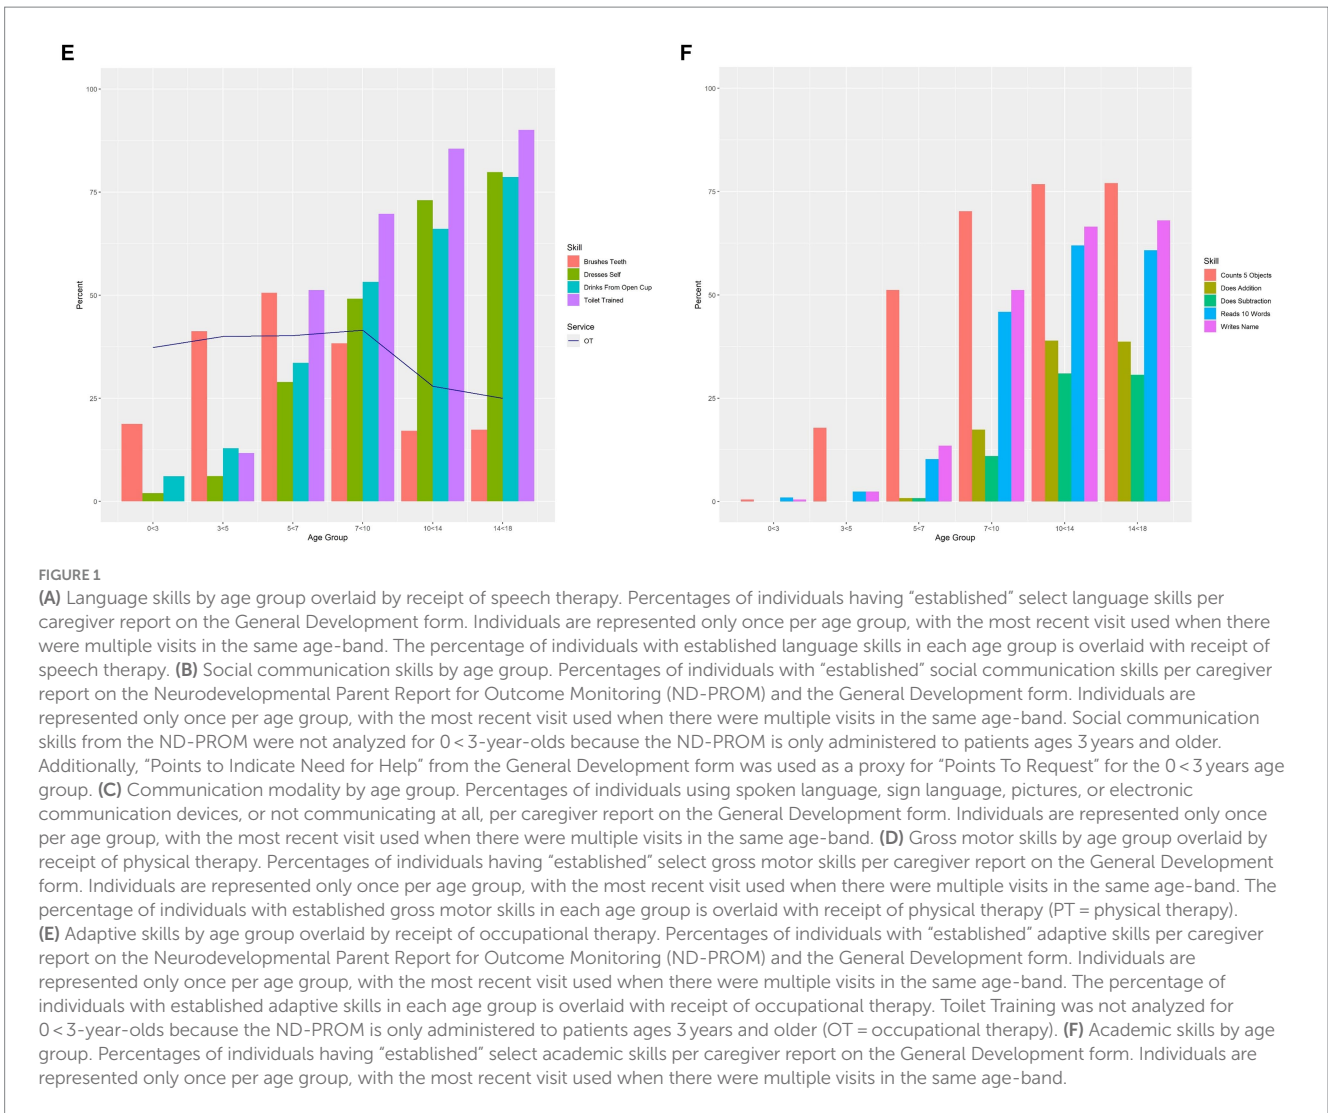 E
100-
75-
50-
25-
0-
Percent
0<3
3<5
5<7
7<10
10<14
14<18
Age Group
Skill
Brushes Teeth
Dresses Self
Drinks From Open Cup
Toilet Trained
Service
OT
F
100-
75-
50-
25-
0-
Percent
0<3
3<5
5<7
7<10
10<14
14<18
Age Group
Skill
Counts 5 Objects
Does Addition
Does Subtraction
Reads 10 Words
Writes Name
FIGURE 1
(A) Language skills by age group overlaid by receipt of speech therapy. Percentages of individuals having “established” select language skills per
caregiver report on the General Development form. Individuals are represented only once per age group, with the most recent visit used when there
were multiple visits in the same age-band. The percentage of individuals with established language skills in each age group is overlaid with receipt of
speech therapy. (B) Social communication skills by age group. Percentages of individuals with “established” social communication skills per caregiver
report on the Neurodevelopmental Parent Report for Outcome Monitoring (ND-PROM) and the General Development form. Individuals are
represented only once per age group, with the most recent visit used when there were multiple visits in the same age-band. Social communication
skills from the ND-PROM were not analyzed for 0 < 3-year-olds because the ND-PROM is only administered to patients ages 3 years and older.
Additionally, “Points to Indicate Need for Help” from the General Development form was used as a proxy for “Points To Request” for the 0 < 3 years age
group. (C) Communication modality by age group. Percentages of individuals using spoken language, sign language, pictures, or electronic
communication devices, or not communicating at all, per caregiver report on the General Development form. Individuals are represented only once
per age group, with the most recent visit used when there were multiple visits in the same age-band. (D) Gross motor skills by age group overlaid by
receipt of physical therapy. Percentages of individuals having “established” select gross motor skills per caregiver report on the General Development
form. Individuals are represented only once per age group, with the most recent visit used when there were multiple visits in the same age-band. The
percentage of individuals with established gross motor skills in each age group is overlaid with receipt of physical therapy (PT = physical therapy).
(E) Adaptive skills by age group overlaid by receipt of occupational therapy. Percentages of individuals with “established” adaptive skills per caregiver
report on the Neurodevelopmental Parent Report for Outcome Monitoring (ND-PROM) and the General Development form. Individuals are
represented only once per age group, with the most recent visit used when there were multiple visits in the same age-band. The percentage of
individuals with established adaptive skills in each age group is overlaid with receipt of occupational therapy. Toilet Training was not analyzed for
0 < 3-year-olds because the ND-PROM is only administered to patients ages 3 years and older (OT = occupational therapy). (F) Academic skills by age
group. Percentages of individuals having “established” select academic skills per caregiver report on the General Development form. Individuals are
represented only once per age group, with the most recent visit used when there were multiple visits in the same age-band.